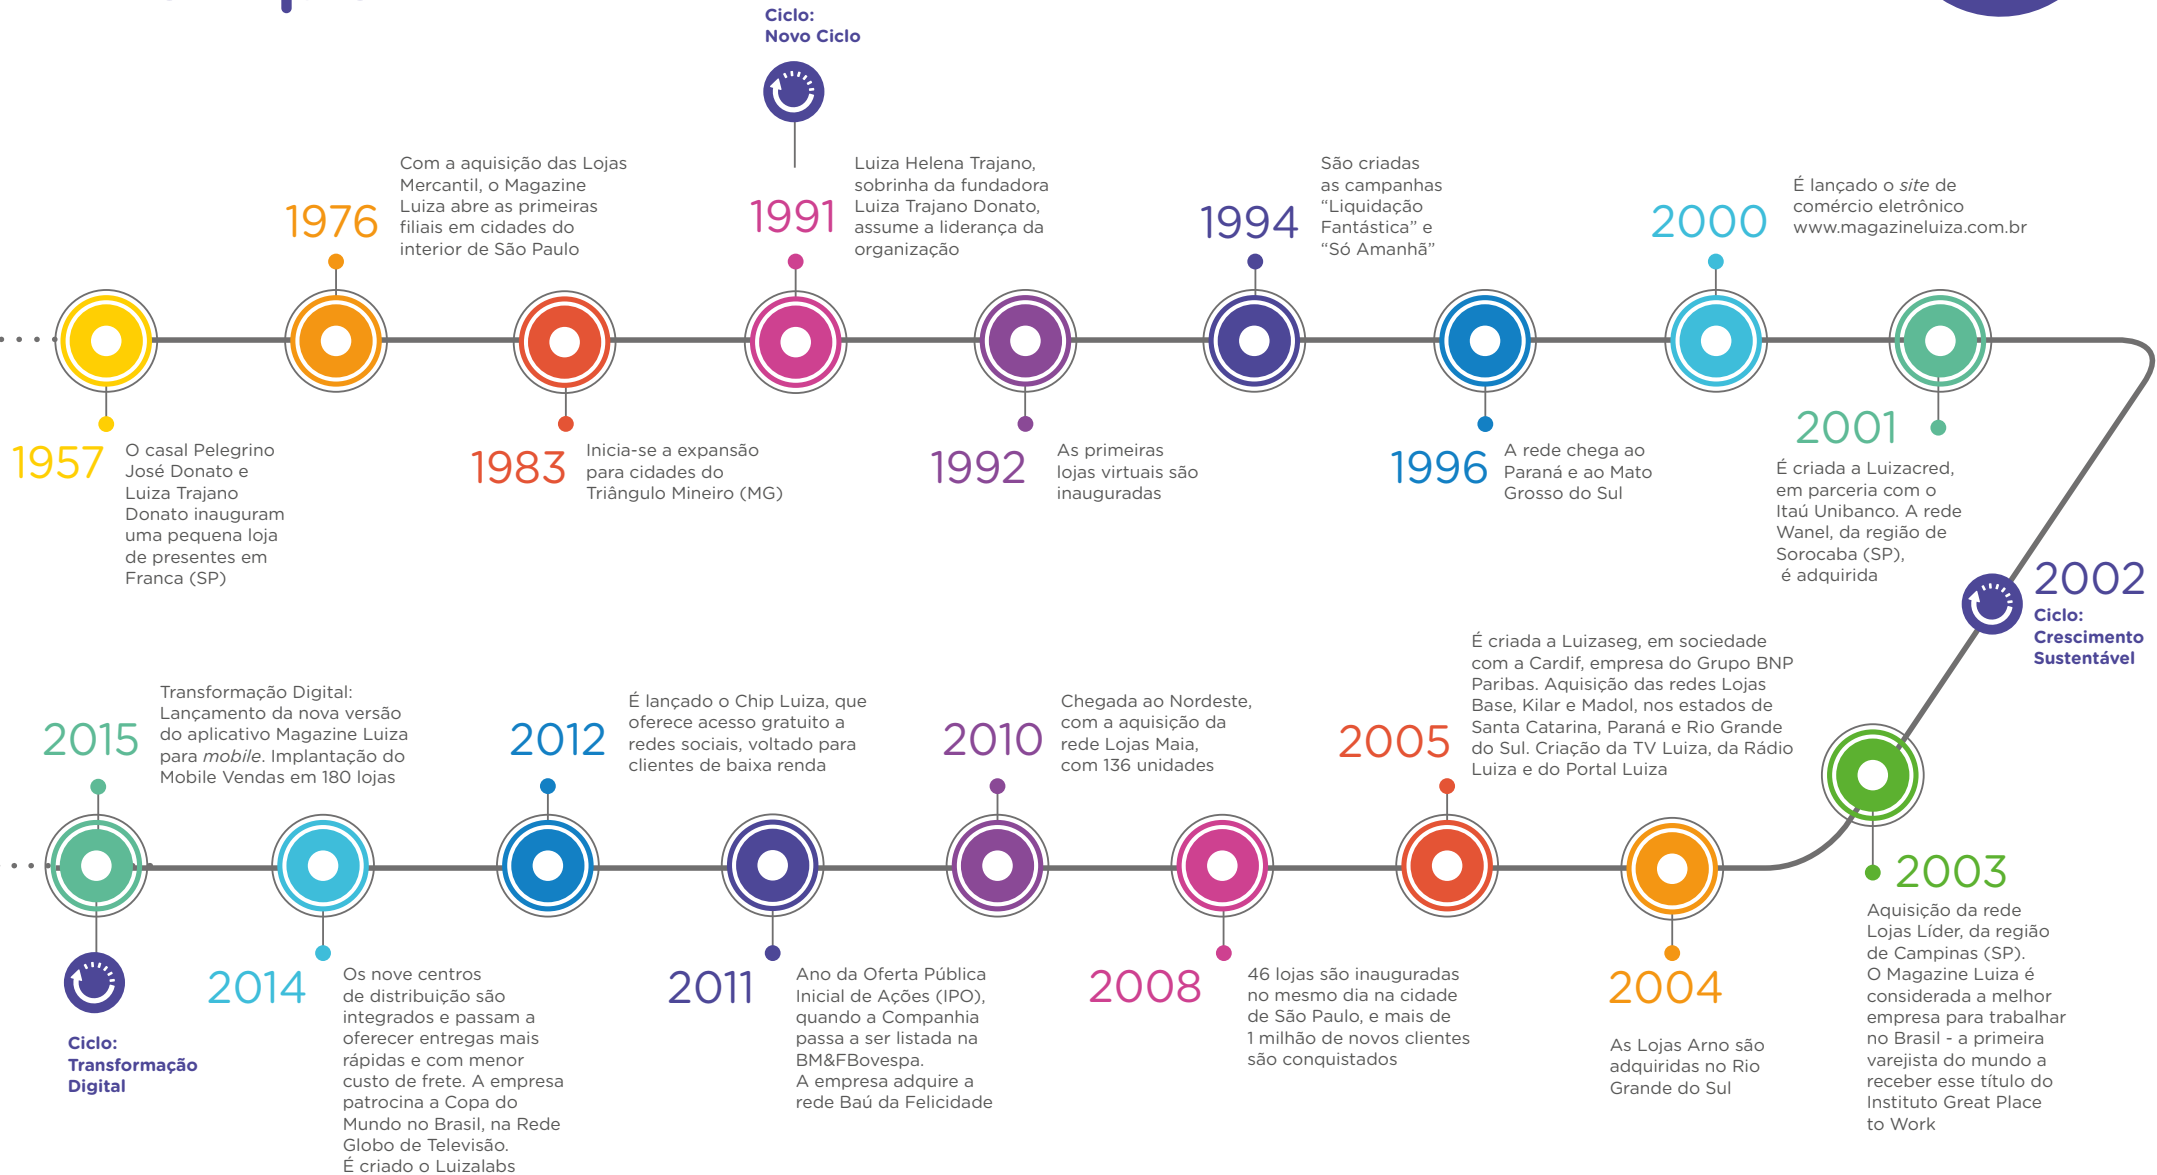 Ciclo:
Novo Ciclo
1957
O casal Pelegrino
José Donato e
Luiza Trajano
Donato inauguram
uma pequena loja
de presentes em
Franca (SP)
1976
Com a aquisição das Lojas
Mercantil, o Magazine
Luiza abre as primeiras
filiais em cidades do
interior de São Paulo
1983
Inicia-se a expansão
para cidades do
Triângulo Mineiro (MG)
1991
Luiza Helena Trajano,
sobrinha da fundadora
Luiza Trajano Donato,
assume a liderança da
organização
1992
As primeiras
lojas virtuais são
inauguradas
1994
São criadas
as campanhas
“Liquidação
Fantástica” e
“Só Amanhã”
1996
A rede chega ao
Paraná e ao Mato
Grosso do Sul
2000
É lançado o site de
comércio eletrônico
www.magazineluiza.com.br
2001
É criada a Luizacred,
em parceria com o
Itaú Unibanco. A rede
Wanel, da região de
Sorocaba (SP),
é adquirida
2002
Ciclo:
Crescimento
Sustentável
2003
Aquisição da rede
Lojas Líder, da região
de Campinas (SP).
O Magazine Luiza é
considerada a melhor
empresa para trabalhar
no Brasil - a primeira
varejista do mundo a
receber esse título do
Instituto Great Place
to Work
2004
As Lojas Arno são
adquiridas no Rio
Grande do Sul
2005
É criada a Luizaseg, em sociedade
com a Cardif, empresa do Grupo BNP
Paribas. Aquisição das redes Lojas
Base, Kilar e Madol, nos estados de
Santa Catarina, Paraná e Rio Grande
do Sul. Criação da TV Luiza, da Rádio
Luiza e do Portal Luiza
2008
46 lojas são inauguradas
no mesmo dia na cidade
de São Paulo, e mais de
1 milhão de novos clientes
são conquistados
2010
Chegada ao Nordeste,
com a aquisição da
rede Lojas Maia,
com 136 unidades
2011
Ano da Oferta Pública
Inicial de Ações (IPO),
quando a Companhia
passa a ser listada na
BM&FBovespa.
A empresa adquire a
rede Baú da Felicidade
2012
É lançado o Chip Luiza, que
oferece acesso gratuito a
redes sociais, voltado para
clientes de baixa renda
2014
Os nove centros
de distribuição são
integrados e passam a
oferecer entregas mais
rápidas e com menor
custo de frete. A empresa
patrocina a Copa do
Mundo no Brasil, na Rede
Globo de Televisão.
É criado o Luizalabs
2015
Transformação Digital:
Lançamento da nova versão
do aplicativo Magazine Luiza
para mobile. Implantação do
Mobile Vendas em 180 lojas
Ciclo:
Transformação
Digital